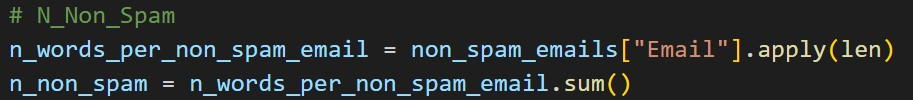 # N_Non_Spam
n_words_per_non_spam_email = non_spam_emails["Email"].apply(len)
n_non_spam = n_words_per_non_spam_email.sum()